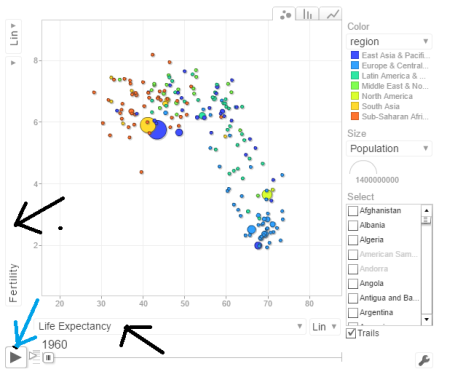 Color
region
East Asia & Pacifi...
Europe & Central...
Latin America & ...
Middle East & No...
North America
South Asia
Sub-Saharan Afri...
Size
Population
1400000000
Select
Afghanistan
Albania
Algeria
American Sam...
Andorra
Angola
Antigua and Ba...
Argentina
Trails
Lin
Fertility
8
6
4
2
20
30
40
50
60
70
80
Life Expectancy
Lin
1960